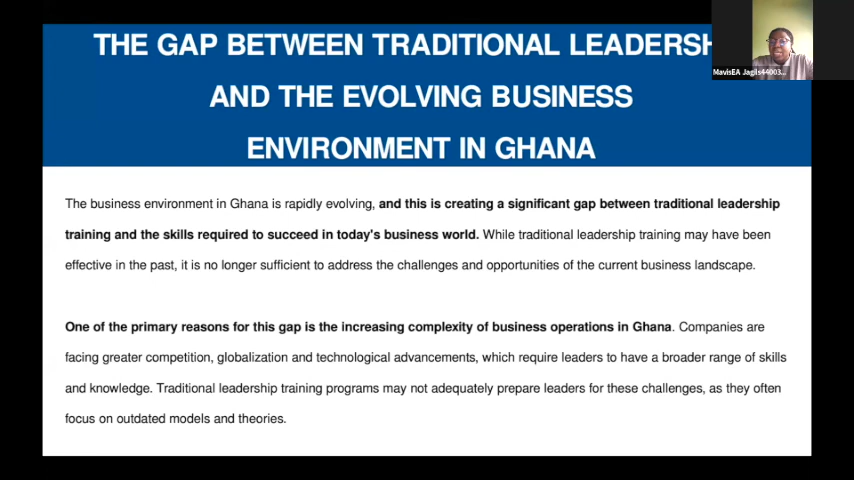 THE GAP BETWEEN TRADITIONAL LEADERSH
AND THE EVOLVING BUSINESS
ENVIRONMENT IN GHANA
MavisEA Jagils44003...
The business environment in Ghana is rapidly evolving, and this is creating a significant gap between traditional leadership
training and the skills required to succeed in today's business world. While traditional leadership training may have been
effective in the past, it is no longer sufficient to address the challenges and opportunities of the current business landscape.
One of the primary reasons for this gap is the increasing complexity of business operations in Ghana. Companies are
facing greater competition, globalization and technological advancements, which require leaders to have a broader range of skills
and knowledge. Traditional leadership training programs may not adequately prepare leaders for these challenges, as they often
focus on outdated models and theories.